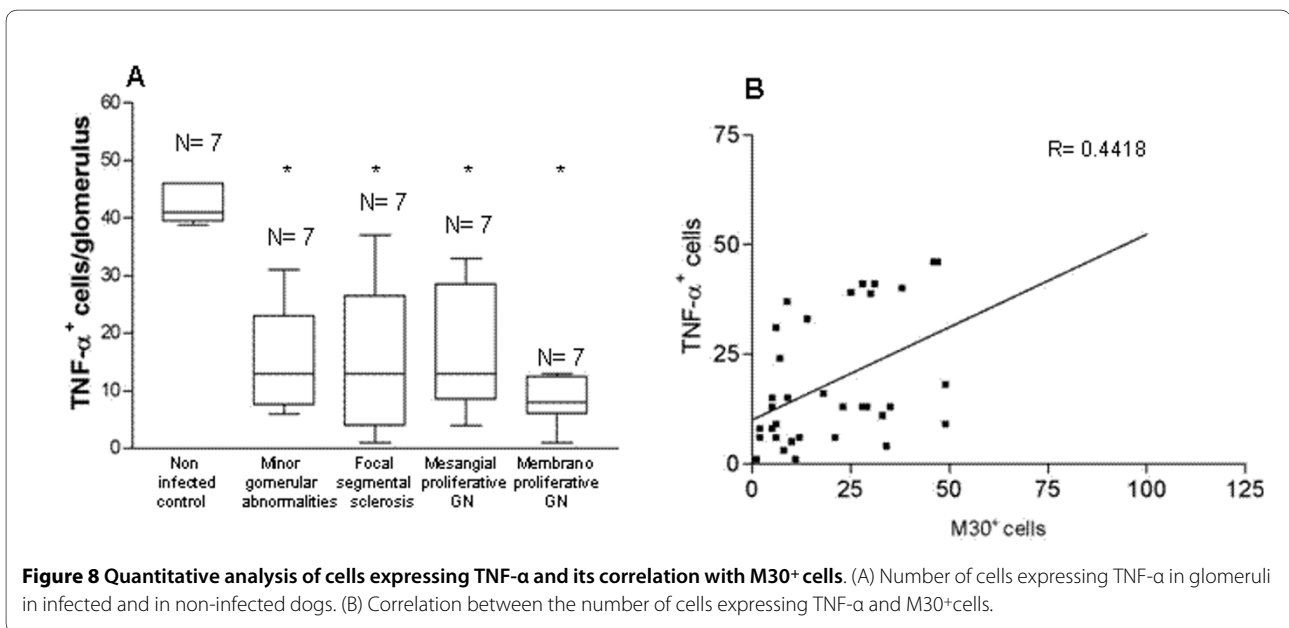 A
TNF-α+ cells/glomerulus
60
50
40
30
20
10
0
N= 7
*
*
*
*
N= 7
N= 7
N= 7
N= 7
Non
infected
control
Minor
gomerular
abnormalities
Focal
segmental
sclerosis
Mesangial
proliferative
GN
Membrano
proliferative
GN
B
R= 0.4418
TNF-α+ cells
75
50
25
0
0 25 50 75 100 125
M30+ cells
Figure 8 Quantitative analysis of cells expressing TNF-α and its correlation with M30+ cells. (A) Number of cells expressing TNF-α in glomeruli
in infected and in non-infected dogs. (B) Correlation between the number of cells expressing TNF-α and M30+cells.